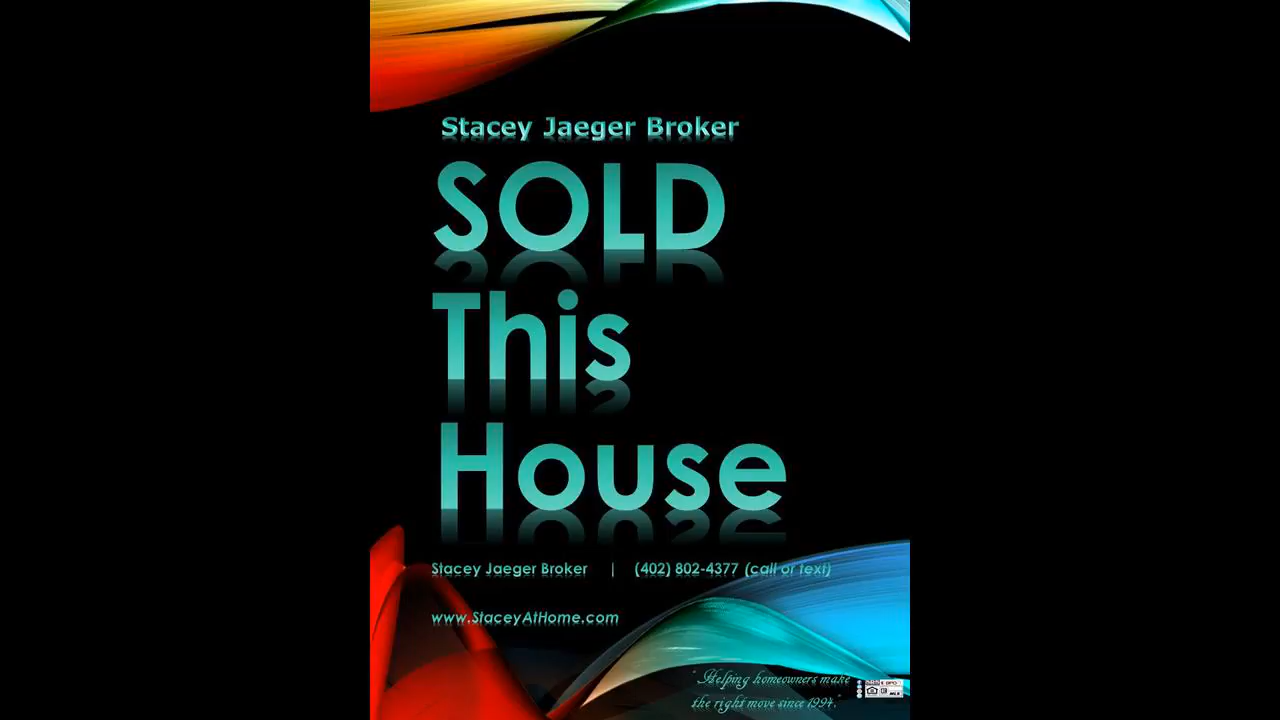 Stacey Jaeger Broker
SOLD
This
House
Stacey Jaeger Broker | (402) 802-4377 (call or text)
www.StaceyAtHome.com
"Helping homeowners make
the right move since 1994."